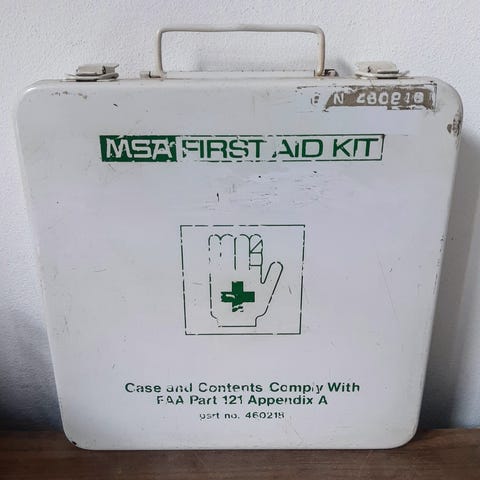 N 460218
MSA FIRST AID KIT
Case and Contents Comply With
FAA Part 121 Appendix A
part no. 460218